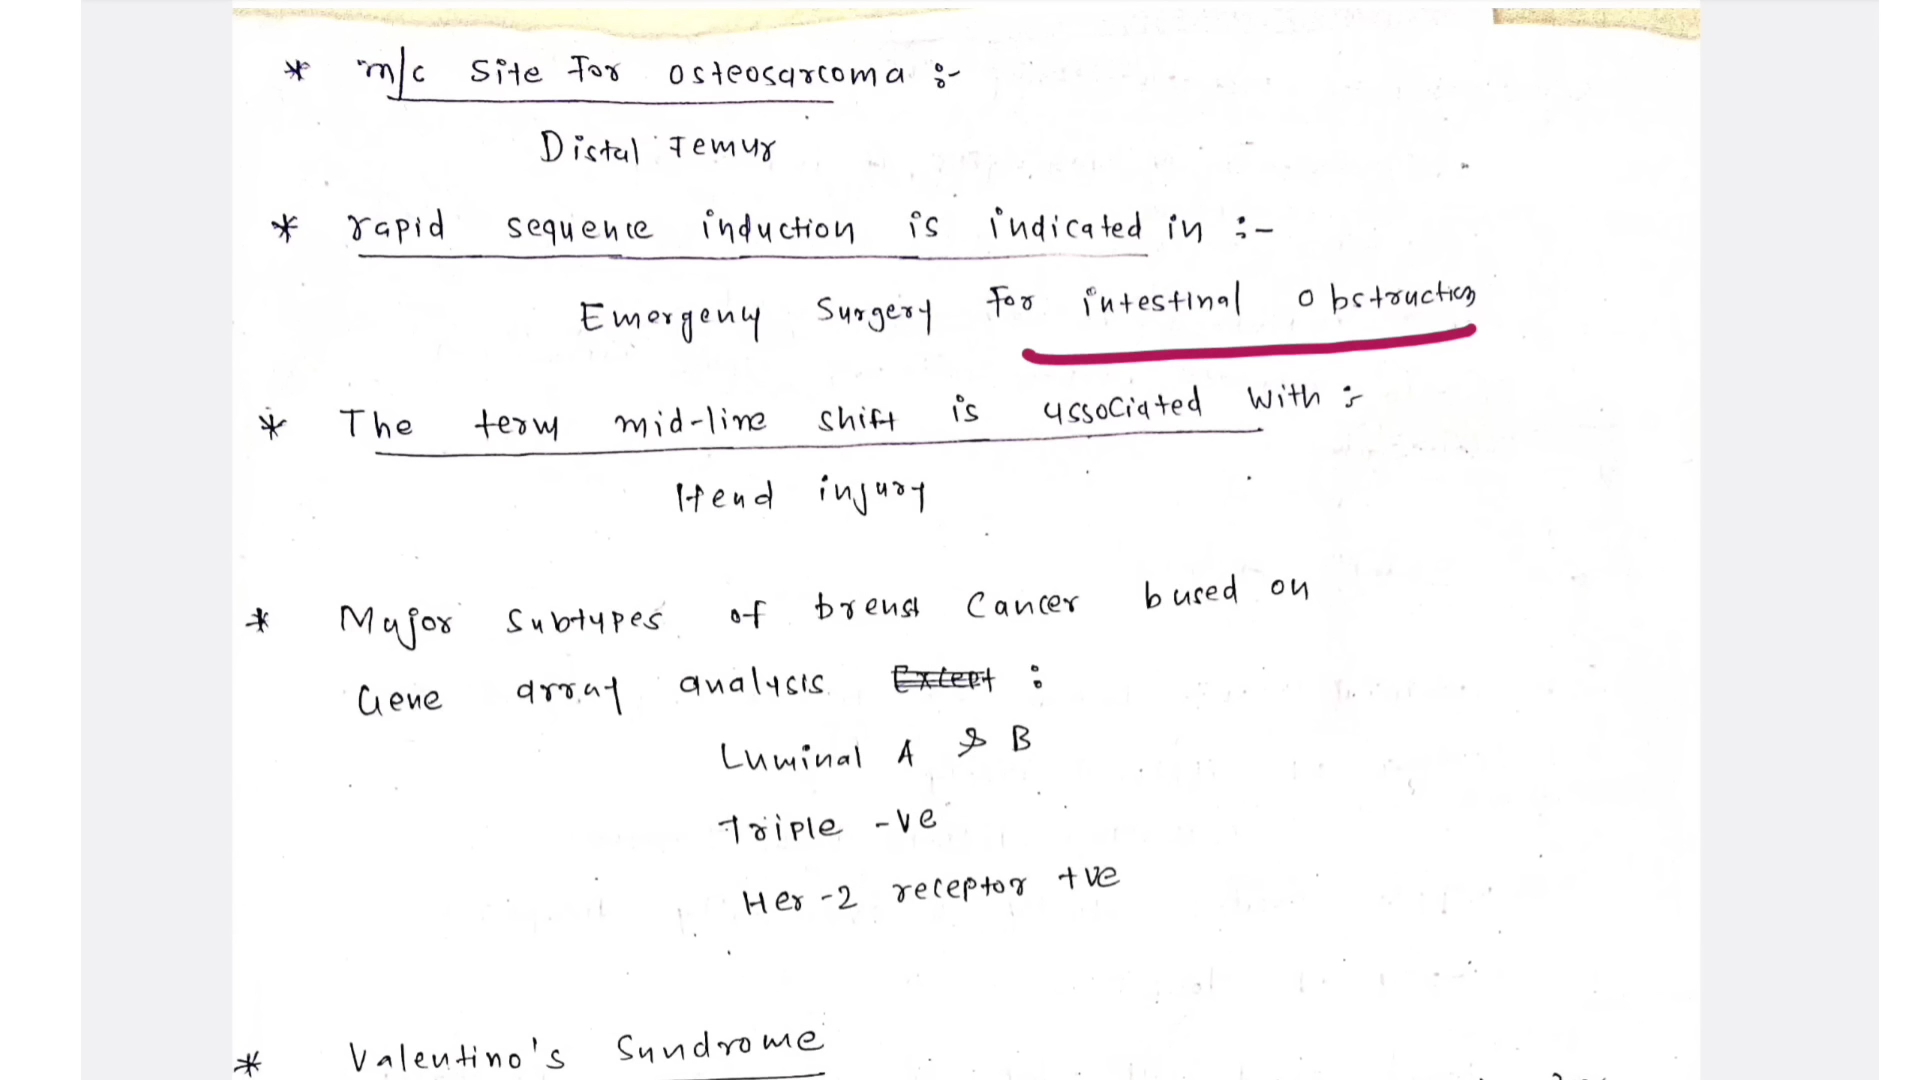 * m/c Site For osteosarcoma :-
Distal Femur
* rapid sequence induction is indicated in :-
Emergency Surgery For intestinal obstruction
* The term mid-line shift is associated with :-
Head injury
* Major Subtypes of breast Cancer based on
Gene array analysis Except :
Luminal A & B
Triple -ve
Her-2 receptor +ve
* Valentino's Syndrome